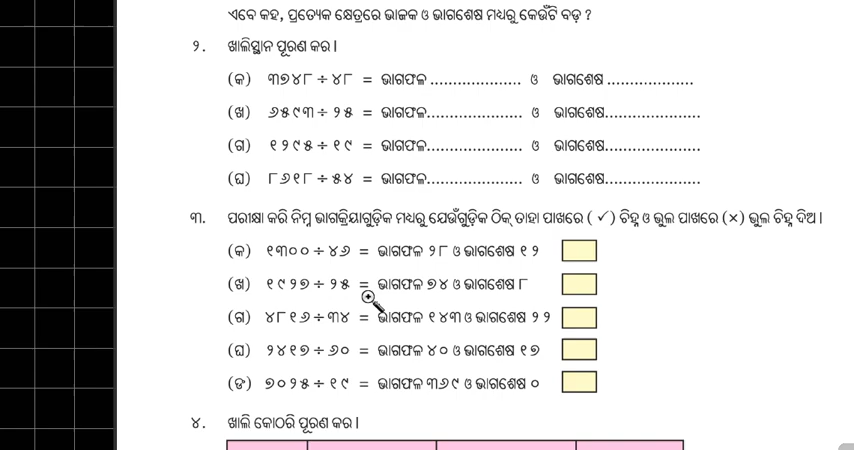 ଏବେ କହ, ପ୍ରତ୍ୟେକ କ୍ଷେତ୍ରରେ ଭାଜକ ଓ ଭାଗଶେଷ ମଧ୍ୟରୁ କେଉଁଟି ବଡ଼ ?
୨. ଖାଲିସ୍ଥାନ ପୂରଣ କର ।
(କ) ୩୭୪୮ ÷ ୪୮ = ଭାଗଫଳ .................... ଓ ଭାଗଶେଷ ...................
(ଖ) ୬୫୯୩ ÷ ୨୫ = ଭାଗଫଳ..................... ଓ ଭାଗଶେଷ.....................
(ଗ) ୧୨୯୫ ÷ ୧୯ = ଭାଗଫଳ..................... ଓ ଭାଗଶେଷ.....................
(ଘ) ୮୬୧୮ ÷ ୫୪ = ଭାଗଫଳ..................... ଓ ଭାଗଶେଷ.....................
୩. ପରୀକ୍ଷା କରି ନିମ୍ନ ଭାଗକ୍ରିୟାଗୁଡ଼ିକ ମଧ୍ୟରୁ ଯେଉଁଗୁଡ଼ିକ ଠିକ୍ ତାହା ପାଖରେ ( ✓ ) ଚିହ୍ନ ଓ ଭୁଲ ପାଖରେ (×) ଭୁଲ ଚିହ୍ନ ଦିଅ ।
(କ) ୧୩୦୦ ÷ ୪୬ = ଭାଗଫଳ ୨୮ ଓ ଭାଗଶେଷ ୧୨
(ଖ) ୧୯୨୭ ÷ ୨୫ = ଭାଗଫଳ ୭୪ ଓ ଭାଗଶେଷ ୮
(ଗ) ୪୮୧୬ ÷ ୩୪ = ଭାଗଫଳ ୧୪୩ ଓ ଭାଗଶେଷ ୨୨
(ଘ) ୨୪୧୭ ÷ ୬୦ = ଭାଗଫଳ ୪୦ ଓ ଭାଗଶେଷ ୧୭
(ଙ) ୭୦୨୫ ÷ ୧୯ = ଭାଗଫଳ ୩୬୯ ଓ ଭାଗଶେଷ ୦
୪. ଖାଲି କୋଠରି ପୂରଣ କର ।